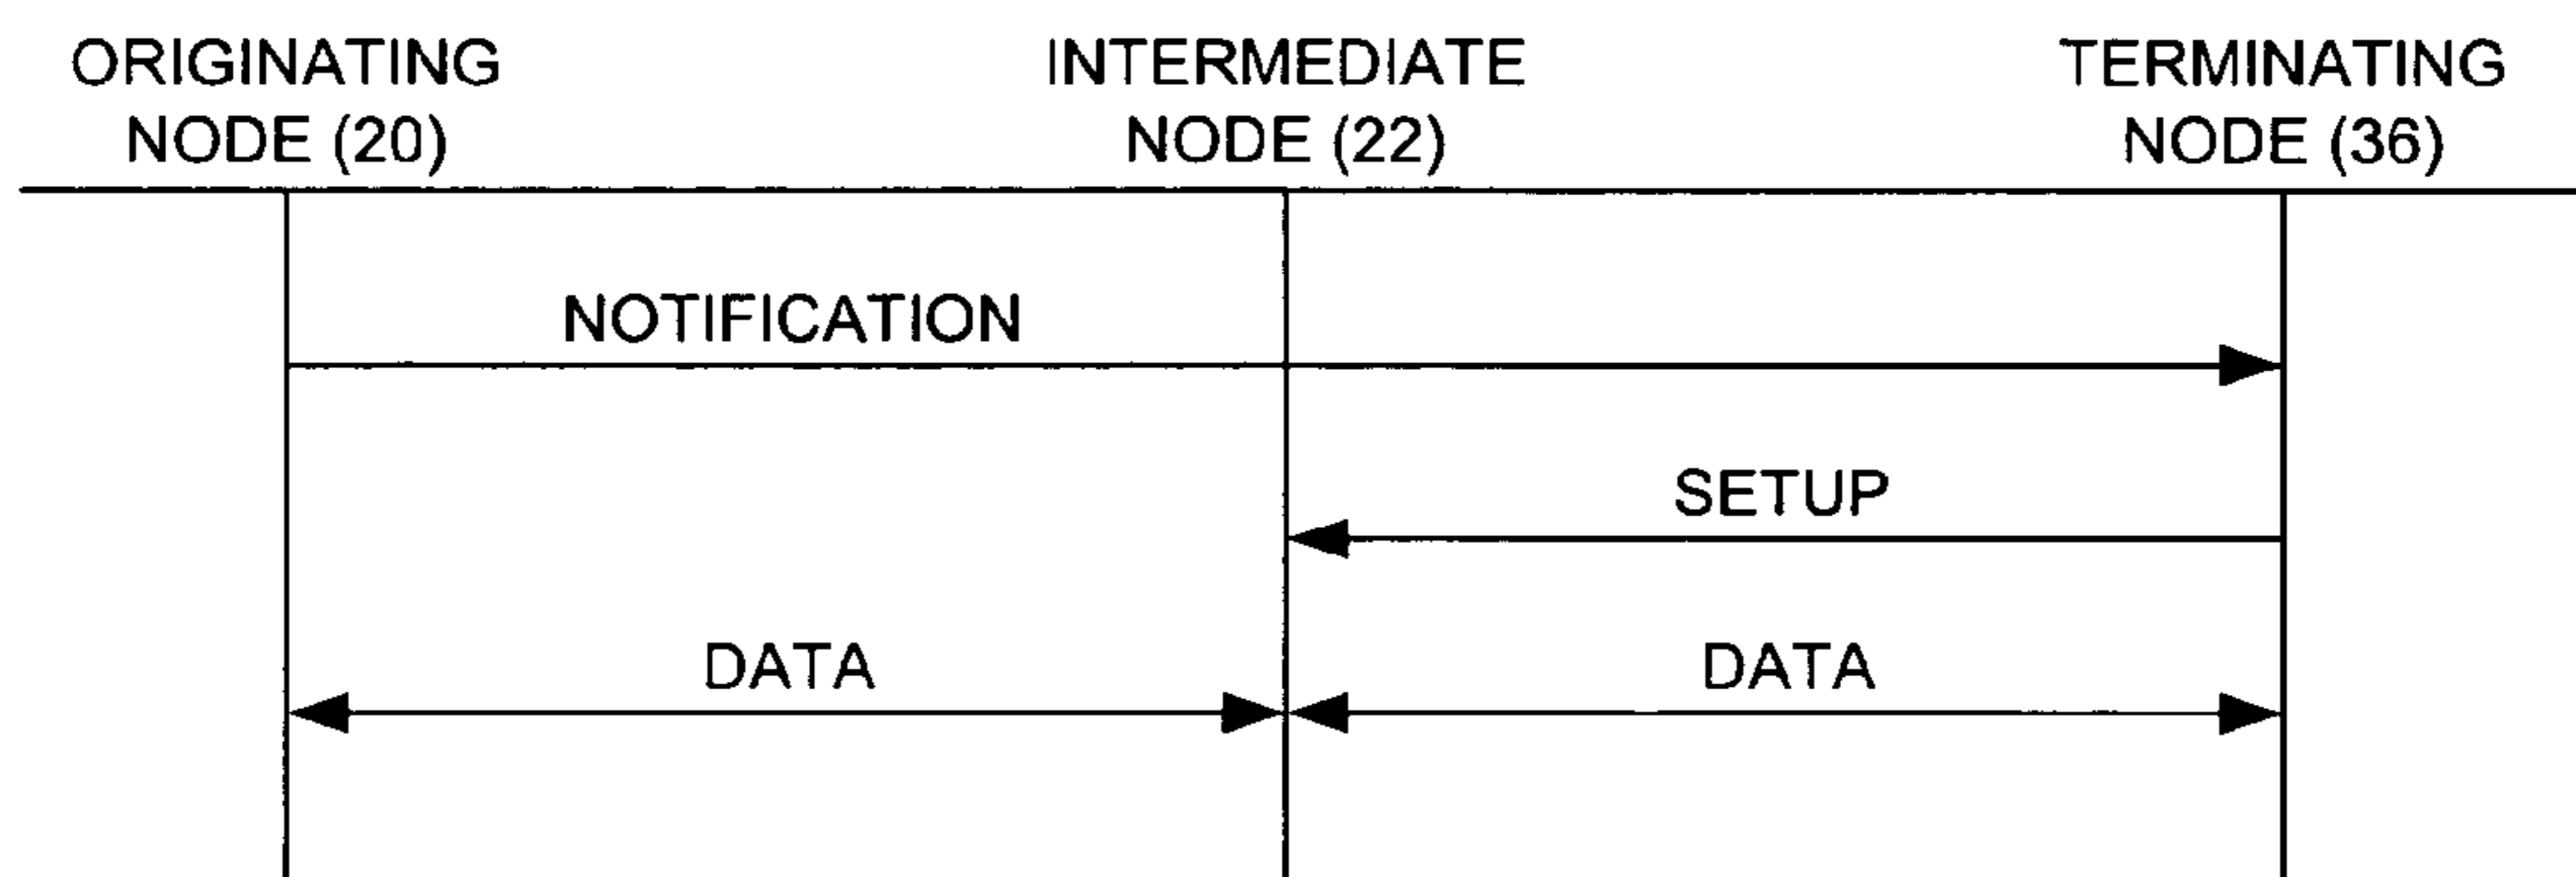 ORIGINATING
NODE (20)
INTERMEDIATE
NODE (22)
TERMINATING
NODE (36)
NOTIFICATION
SETUP
DATA
DATA